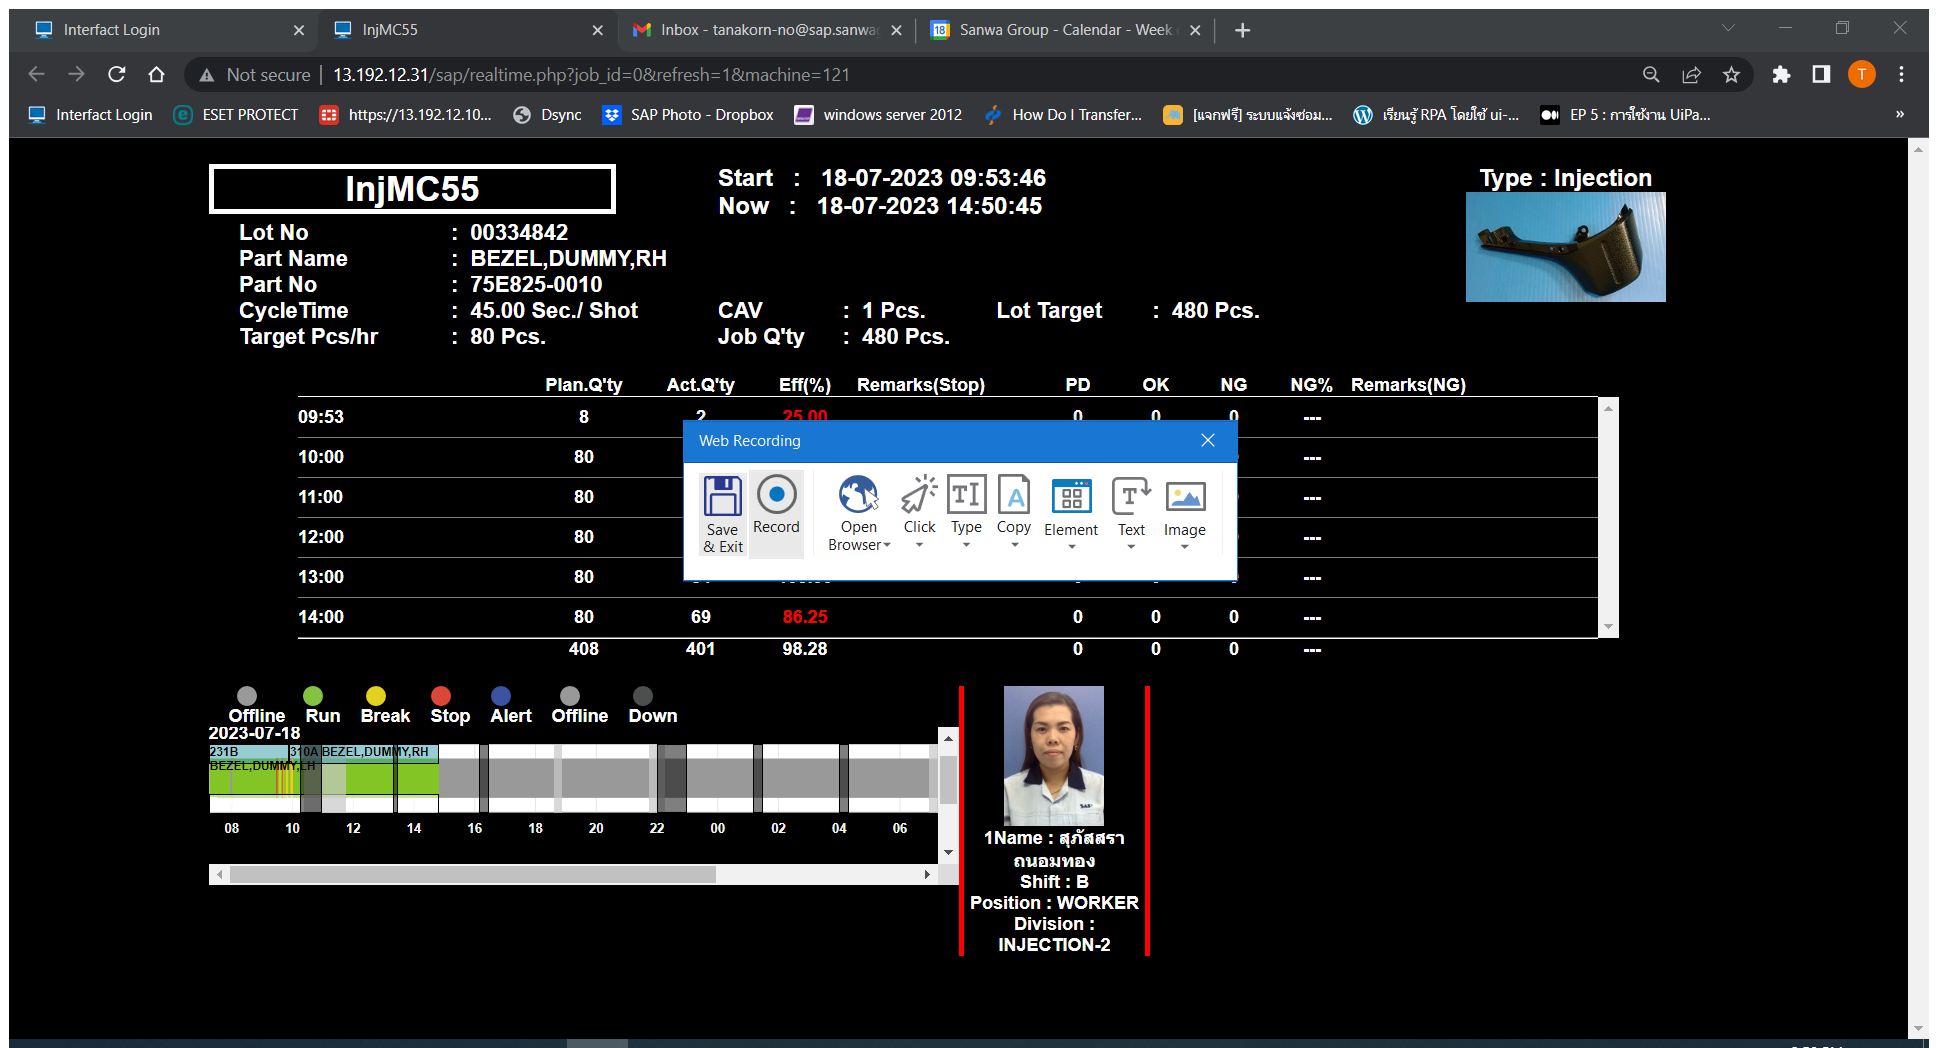 Interfact Login
InjMC55
Inbox - tanakorn-no@sap.sanwa
Sanwa Group - Calendar - Week
Not secure | 13.192.12.31/sap/realtime.php?job_id=0&refresh=1&machine=121
T
Interfact Login
ESET PROTECT
https://13.192.12.10...
Dsync
SAP Photo - Dropbox
windows server 2012
How Do I Transfer...
[แจกฟรี] ระบบแจ้งซ่อม...
เรียนรู้ RPA โดยใช้ ui-...
EP 5 : การใช้งาน UiPa...
»
InjMC55
Start : 18-07-2023 09:53:46
Now : 18-07-2023 14:50:45
Type : Injection
Lot No : 00334842
Part Name : BEZEL,DUMMY,RH
Part No : 75E825-0010
CycleTime : 45.00 Sec./ Shot CAV : 1 Pcs. Lot Target : 480 Pcs.
Target Pcs/hr : 80 Pcs. Job Q'ty : 480 Pcs.
Plan.Q'ty Act.Q'ty Eff(%) Remarks(Stop) PD OK NG NG% Remarks(NG)
09:53 8 2 25.00 0 0 0 ---
10:00 80 ---
11:00 80 ---
12:00 80 ---
13:00 80 ---
14:00 80 69 86.25 0 0 0 ---
408 401 98.28 0 0 0 ---
Web Recording
Save & Exit
Record
Open Browser
Click
Type
Copy
Element
Text
Image
Offline Run Break Stop Alert Offline Down
2023-07-18
231B 310A BEZEL,DUMMY,RH
BEZEL,DUMMY,LH
08 10 12 14 16 18 20 22 00 02 04 06
1Name : สุภัสสรา
ถนอมทอง
Shift : B
Position : WORKER
Division :
INJECTION-2